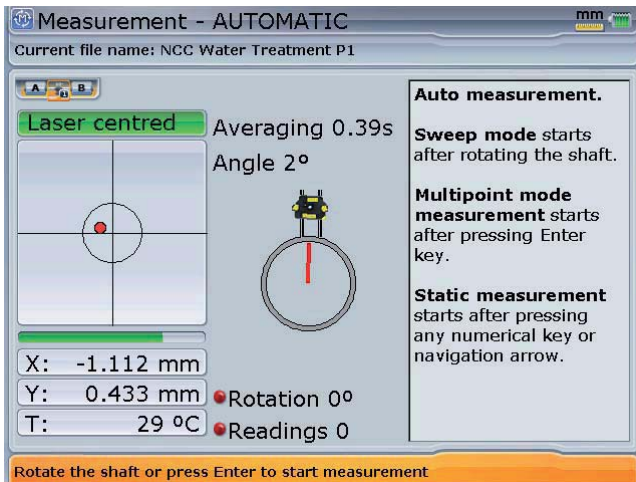 Measurement - AUTOMATIC
mm
Current file name: NCC Water Treatment P1
A B
Laser centred
Averaging 0.39s
Angle 2º
X: -1.112 mm
Y: 0.433 mm
T: 29 ºC
Rotation 0º
Readings 0
Auto measurement.
Sweep mode starts
after rotating the shaft.
Multipoint mode
measurement starts
after pressing Enter
key.
Static measurement
starts after pressing
any numerical key or
navigation arrow.
Rotate the shaft or press Enter to start measurement